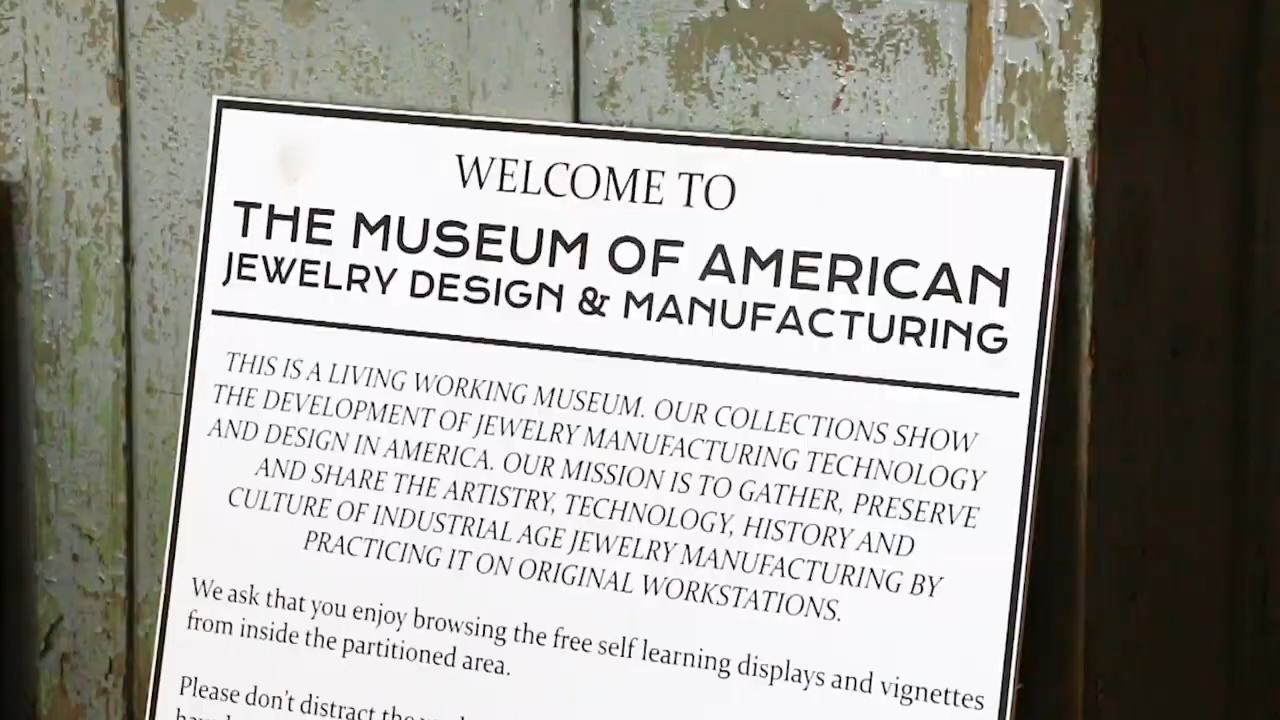 WELCOME TO
THE MUSEUM OF AMERICAN
JEWELRY DESIGN & MANUFACTURING
THIS IS A LIVING WORKING MUSEUM. OUR COLLECTIONS SHOW
THE DEVELOPMENT OF JEWELRY MANUFACTURING TECHNOLOGY
AND DESIGN IN AMERICA. OUR MISSION IS TO GATHER, PRESERVE
AND SHARE THE ARTISTRY, TECHNOLOGY, HISTORY AND
CULTURE OF INDUSTRIAL AGE JEWELRY MANUFACTURING BY
PRACTICING IT ON ORIGINAL WORKSTATIONS.
We ask that you enjoy browsing the free self learning displays and vignettes
from inside the partitioned area.
Please don't distract the